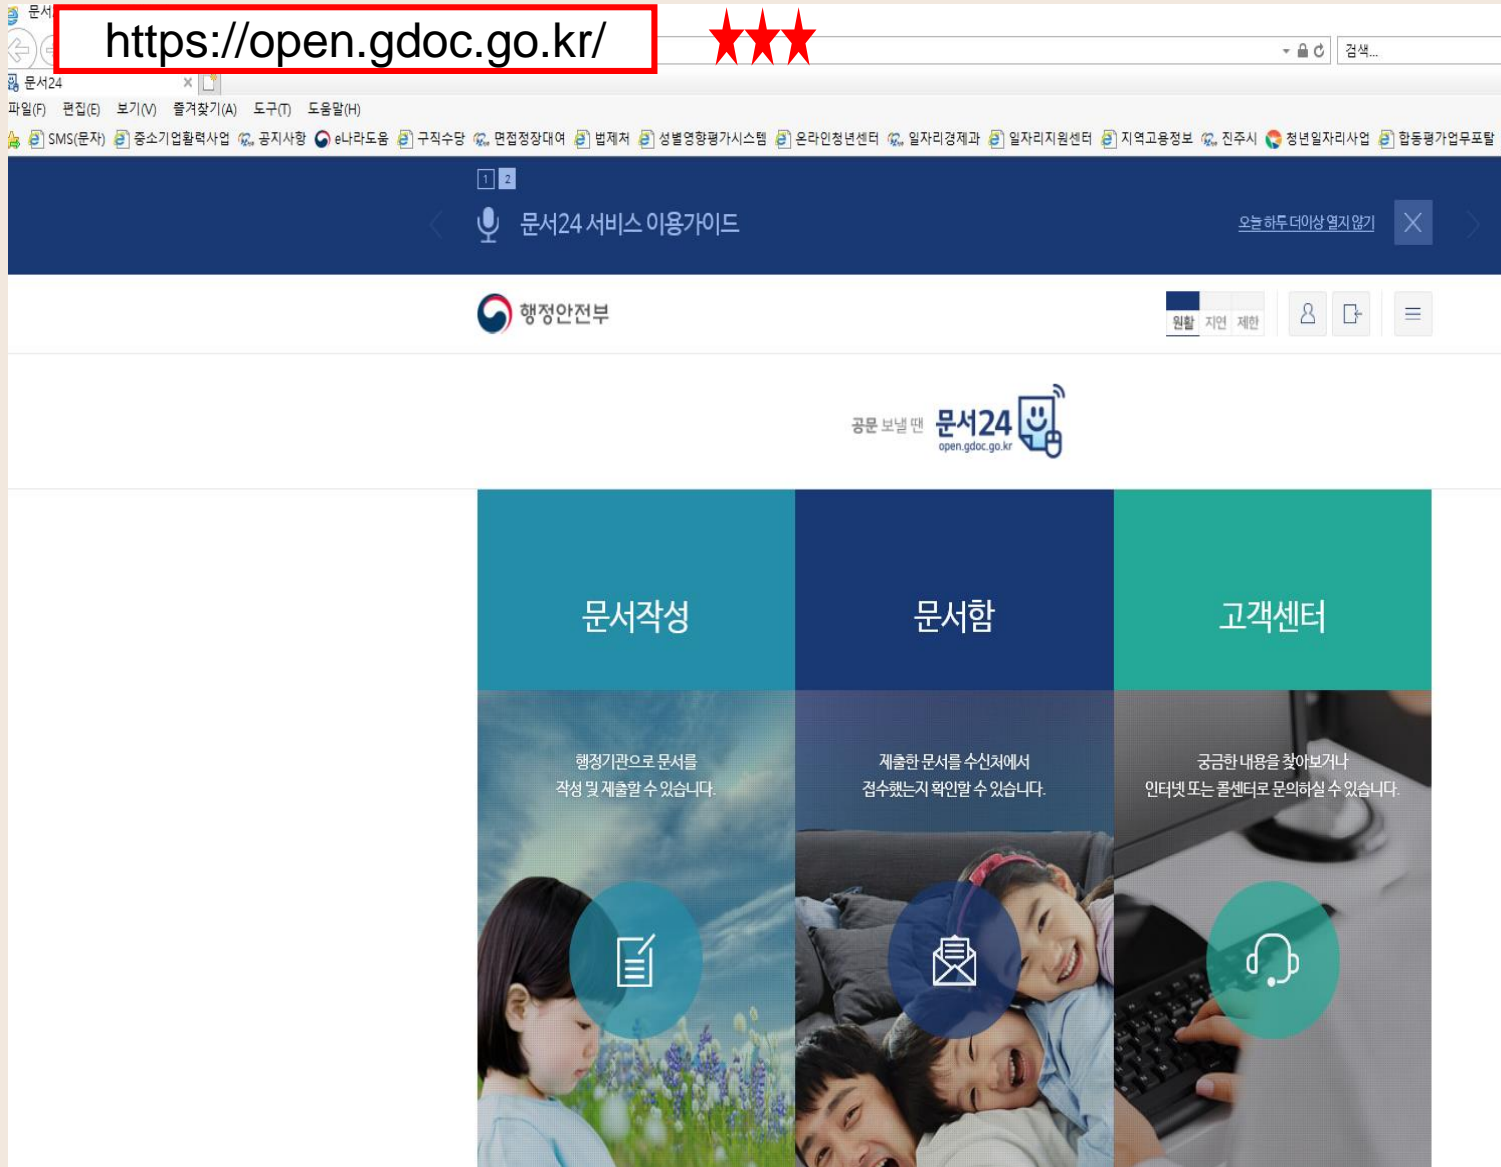 문서
https://open.gdoc.go.kr/
검색...
문서24
파일(F) 편집(E) 보기(V) 즐겨찾기(A) 도구(T) 도움말(H)
SMS(문자) 중소기업활력사업 공지사항 e나라도움 구직수당 면접정장대여 법제처 성별영향평가시스템 온라인청년센터 일자리경제과 일자리지원센터 지역고용정보 진주시 청년일자리사업 합동평가업무포탈
1 2
문서24 서비스 이용가이드
오늘 하루 더이상 열지 않기
행정안전부
원활 지연 제한
공문 보낼 땐 문서24
open.gdoc.go.kr
문서작성
문서함
고객센터
행정기관으로 문서를
작성 및 제출할 수 있습니다.
제출한 문서를 수신처에서
접수했는지 확인할 수 있습니다.
궁금한 내용을 찾아보거나
인터넷 또는 콜센터로 문의하실 수 있습니다.